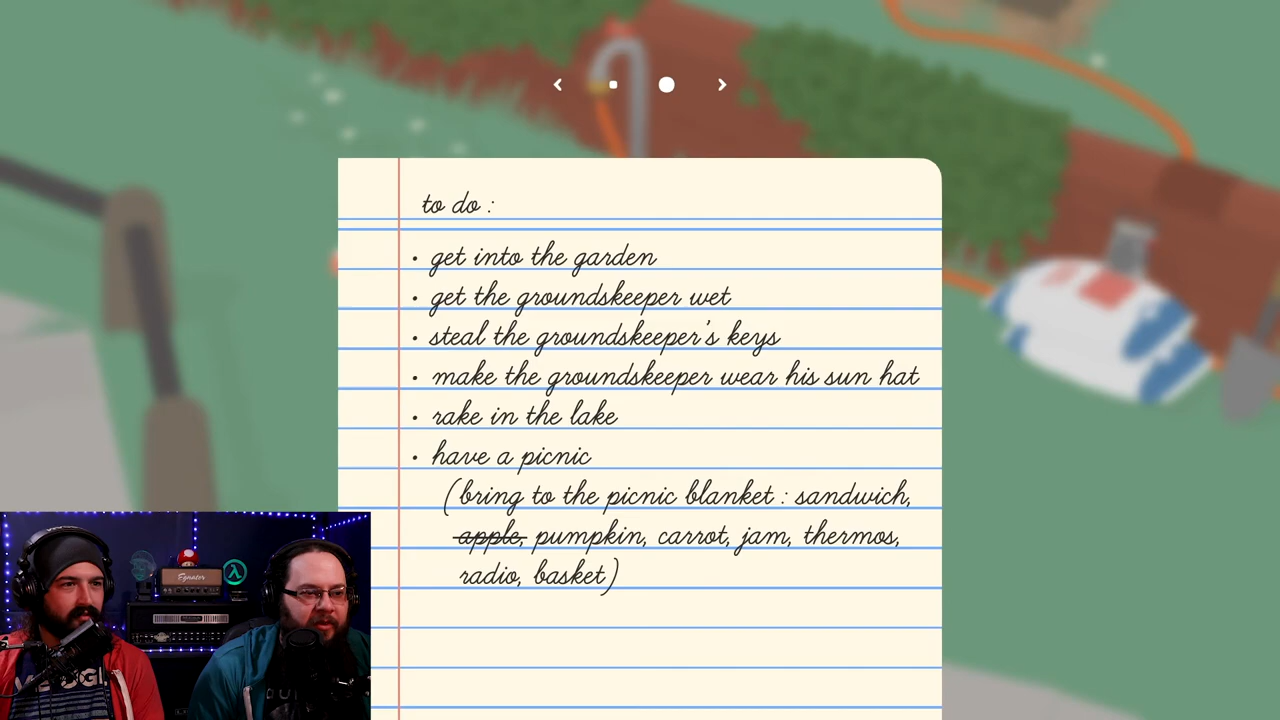 to do :
• get into the garden
• get the groundskeeper wet
• steal the groundskeeper's keys
• make the groundskeeper wear his sun hat
• rake in the lake
• have a picnic
(bring to the picnic blanket : sandwich,
apple, pumpkin, carrot, jam, thermos,
radio, basket)
Egnator